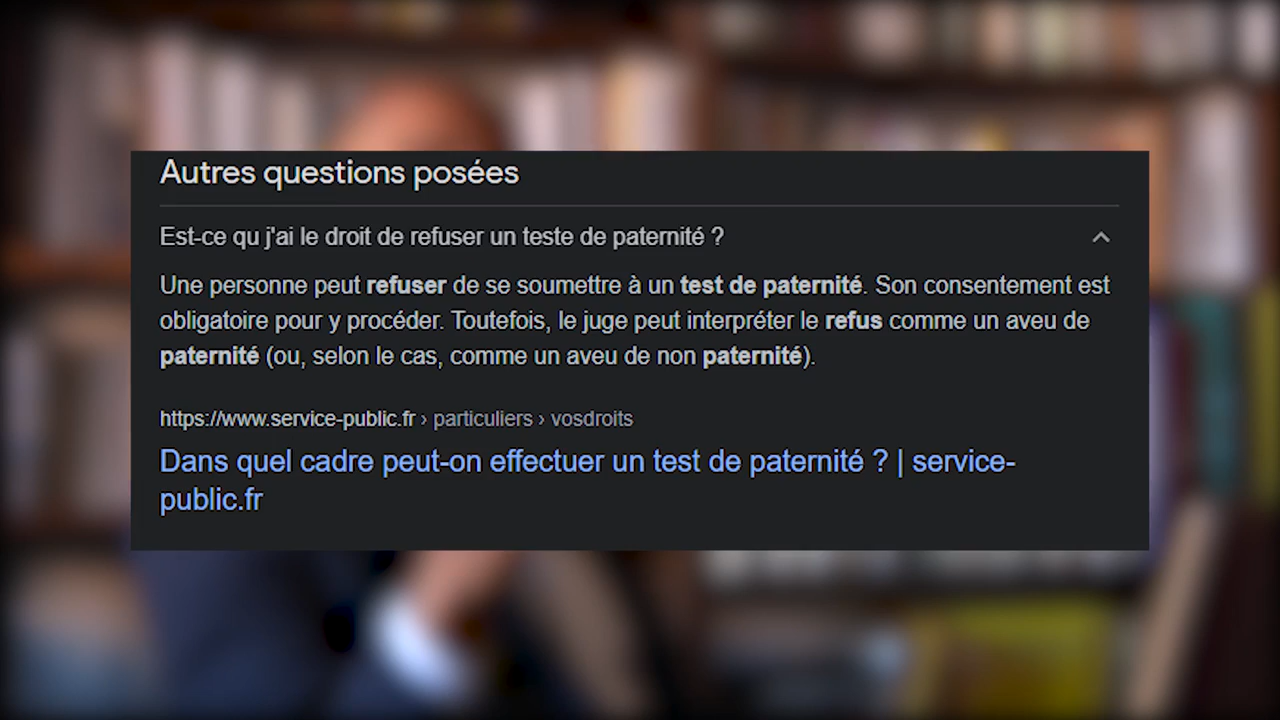 Autres questions posées
Est-ce qu j'ai le droit de refuser un teste de paternité ?
Une personne peut refuser de se soumettre à un test de paternité. Son consentement est
obligatoire pour y procéder. Toutefois, le juge peut interpréter le refus comme un aveu de
paternité (ou, selon le cas, comme un aveu de non paternité).
https://www.service-public.fr › particuliers › vosdroits
Dans quel cadre peut-on effectuer un test de paternité ? | service-
public.fr